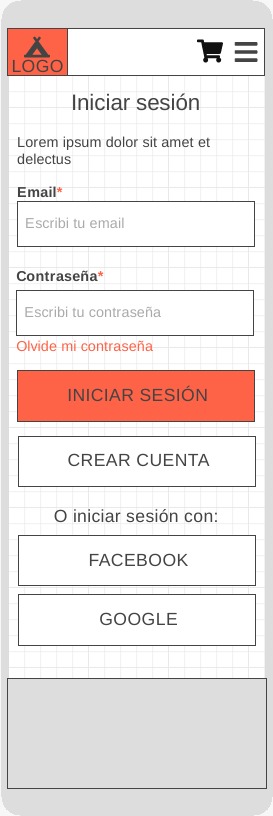 LOGO
Iniciar sesión
Lorem ipsum dolor sit amet et
delectus
Email*
Escribi tu email
Contraseña*
Escribi tu contraseña
Olvide mi contraseña
INICIAR SESIÓN
CREAR CUENTA
O iniciar sesión con:
FACEBOOK
GOOGLE